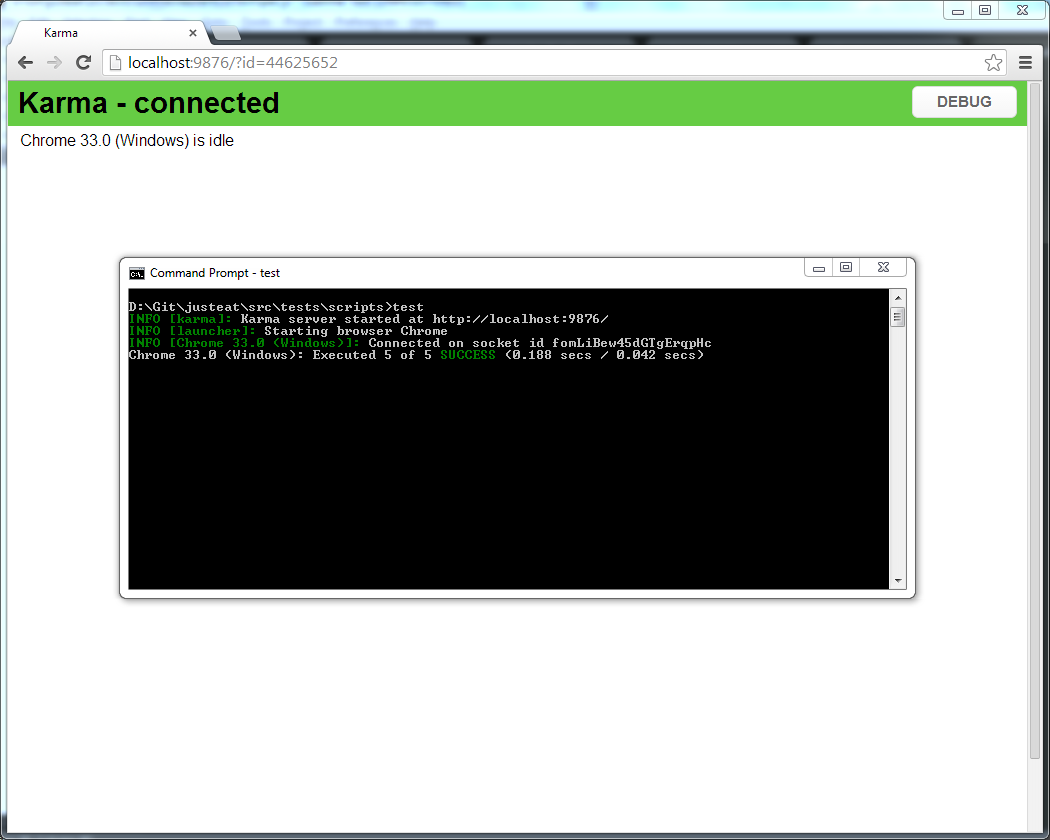 Karma
localhost:9876/?id=44625652
Karma - connected
DEBUG
Chrome 33.0 (Windows) is idle
Command Prompt - test
D:\Git\justeat\src\tests\scripts>test
INFO [karma]: Karma server started at http://localhost:9876/
INFO [launcher]: Starting browser Chrome
INFO [Chrome 33.0 (Windows)]: Connected on socket id fomLiBew45dGTgErqpHc
Chrome 33.0 (Windows): Executed 5 of 5 SUCCESS (0.188 secs / 0.042 secs)